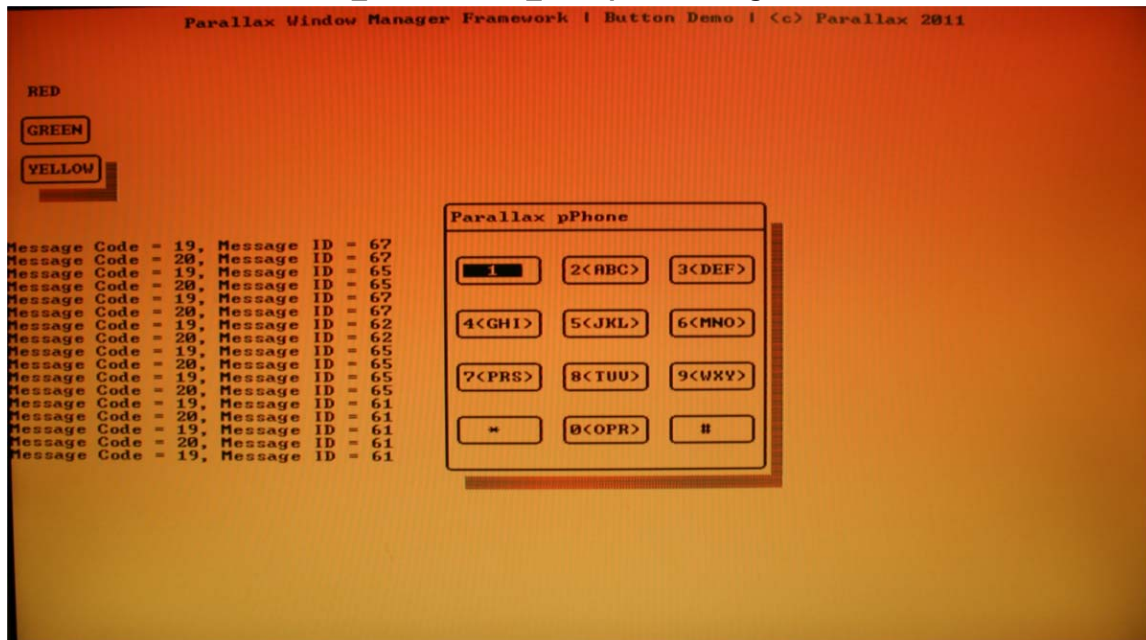 Parallax Window Manager Framework | Button Demo | <c> Parallax 2011
RED
GREEN
YELLOW
Parallax pPhone
1 2<ABC> 3<DEF>
4<GHI> 5<JKL> 6<MNO>
7<PRS> 8<TUV> 9<WXY>
* 0<OPR> #
Message Code = 19, Message ID = 67
Message Code = 20, Message ID = 67
Message Code = 19, Message ID = 65
Message Code = 20, Message ID = 65
Message Code = 19, Message ID = 67
Message Code = 20, Message ID = 67
Message Code = 19, Message ID = 62
Message Code = 20, Message ID = 62
Message Code = 19, Message ID = 65
Message Code = 20, Message ID = 65
Message Code = 19, Message ID = 65
Message Code = 20, Message ID = 65
Message Code = 19, Message ID = 61
Message Code = 20, Message ID = 61
Message Code = 19, Message ID = 61
Message Code = 20, Message ID = 61
Message Code = 19, Message ID = 61